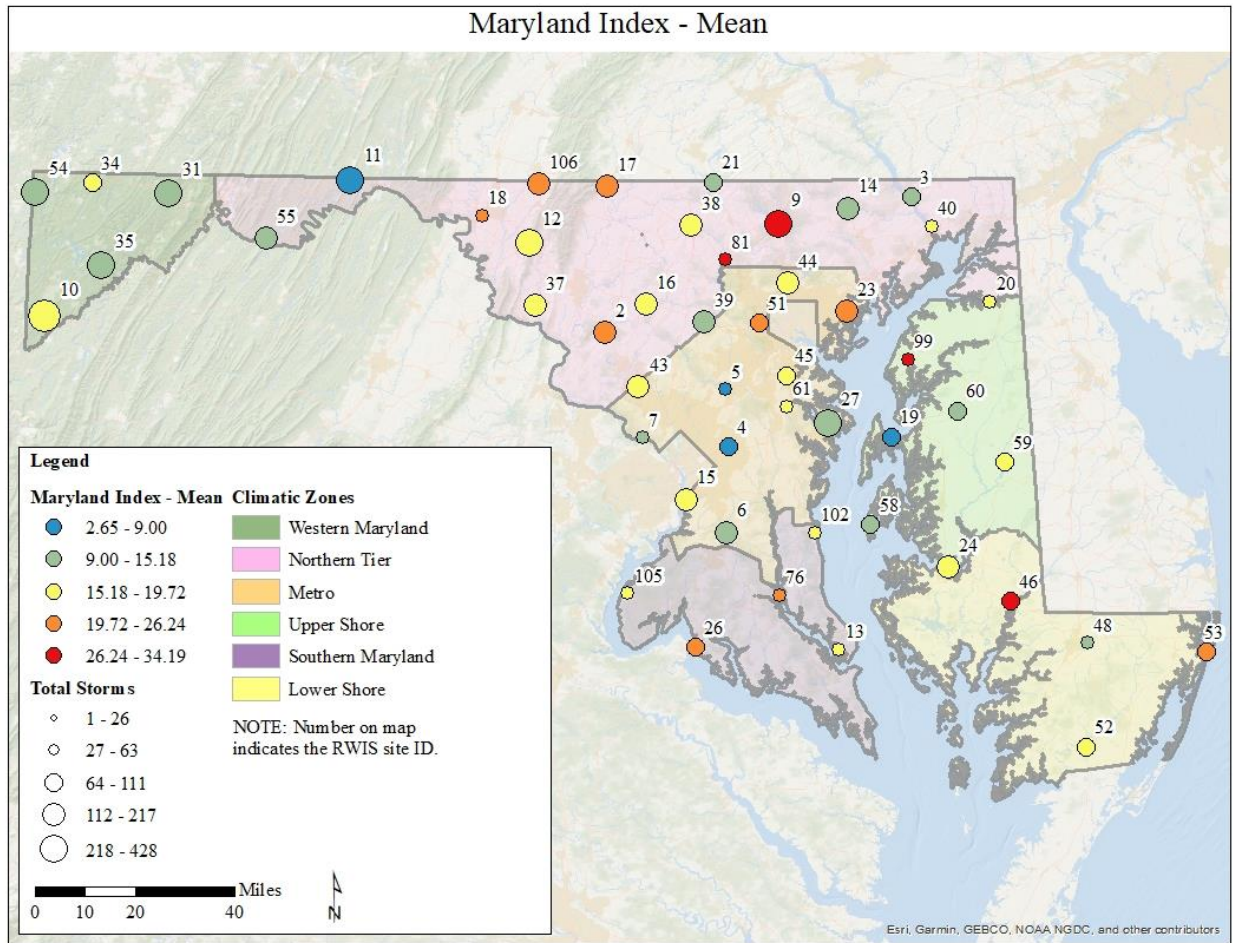 Maryland Index - Mean
11
54
34
31
106
17
21
3
18
14
9
38
40
12
55
81
35
44
20
10
37
16
23
39
51
2
99
43
45
5
61
60
27
7
19
4
59
15
58
6
102
24
46
105
76
48
53
26
13
52
Legend
Maryland Index - Mean
2.65 - 9.00
9.00 - 15.18
15.18 - 19.72
19.72 - 26.24
26.24 - 34.19
Total Storms
1 - 26
27 - 63
64 - 111
112 - 217
218 - 428
Climatic Zones
Western Maryland
Northern Tier
Metro
Upper Shore
Southern Maryland
Lower Shore
NOTE: Number on map
indicates the RWIS site ID.
Miles
0 10 20 40
N
Esri, Garmin, GEBCO, NOAA NGDC, and other contributors